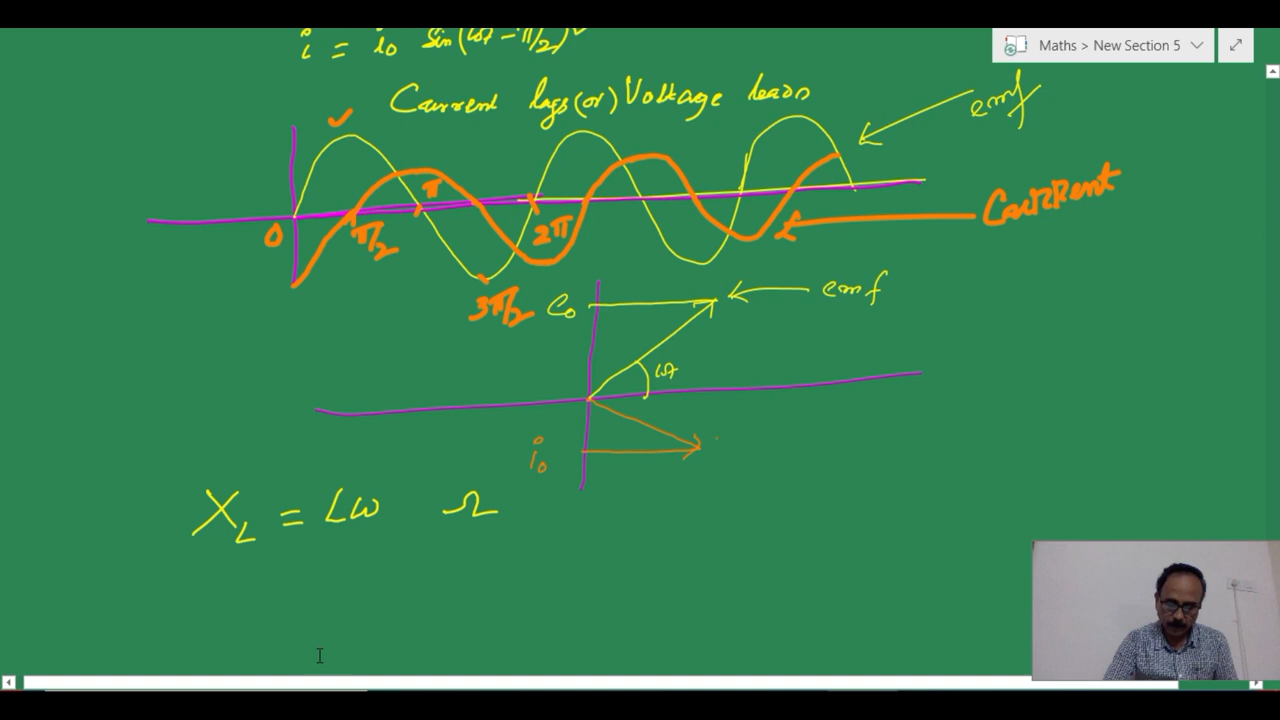 i = i₀ sin(ωt - π/2)
Maths > New Section 5
Current lags (or) Voltage leads
emf
0 π/2 π 3π/2 2π
Current
e₀ emf
ωt
i₀
X_L = Lω Ω